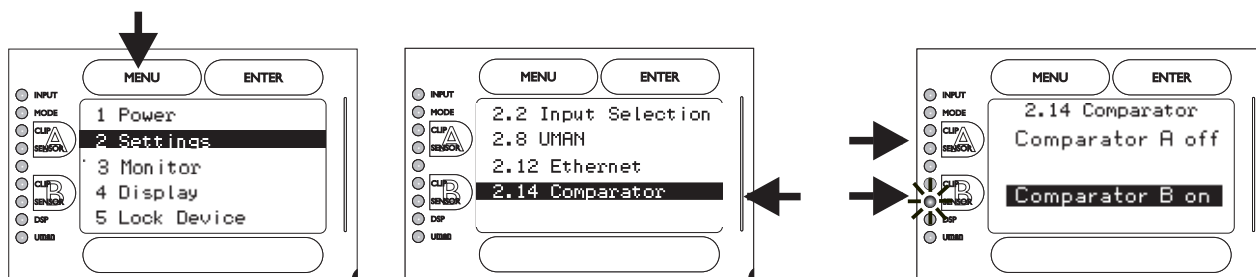 MENU ENTER
INPUT
MODE
CLIP
A
SENSOR
CLIP
B
SENSOR
DSP
UMAN
1 Power
2 Settings
3 Monitor
4 Display
5 Lock Device
MENU ENTER
INPUT
MODE
CLIP
A
SENSOR
CLIP
B
SENSOR
DSP
UMAN
2.2 Input Selection
2.8 UMAN
2.12 Ethernet
2.14 Comparator
MENU ENTER
INPUT
MODE
CLIP
A
SENSOR
CLIP
B
SENSOR
DSP
UMAN
2.14 Comparator
Comparator A off
Comparator B on